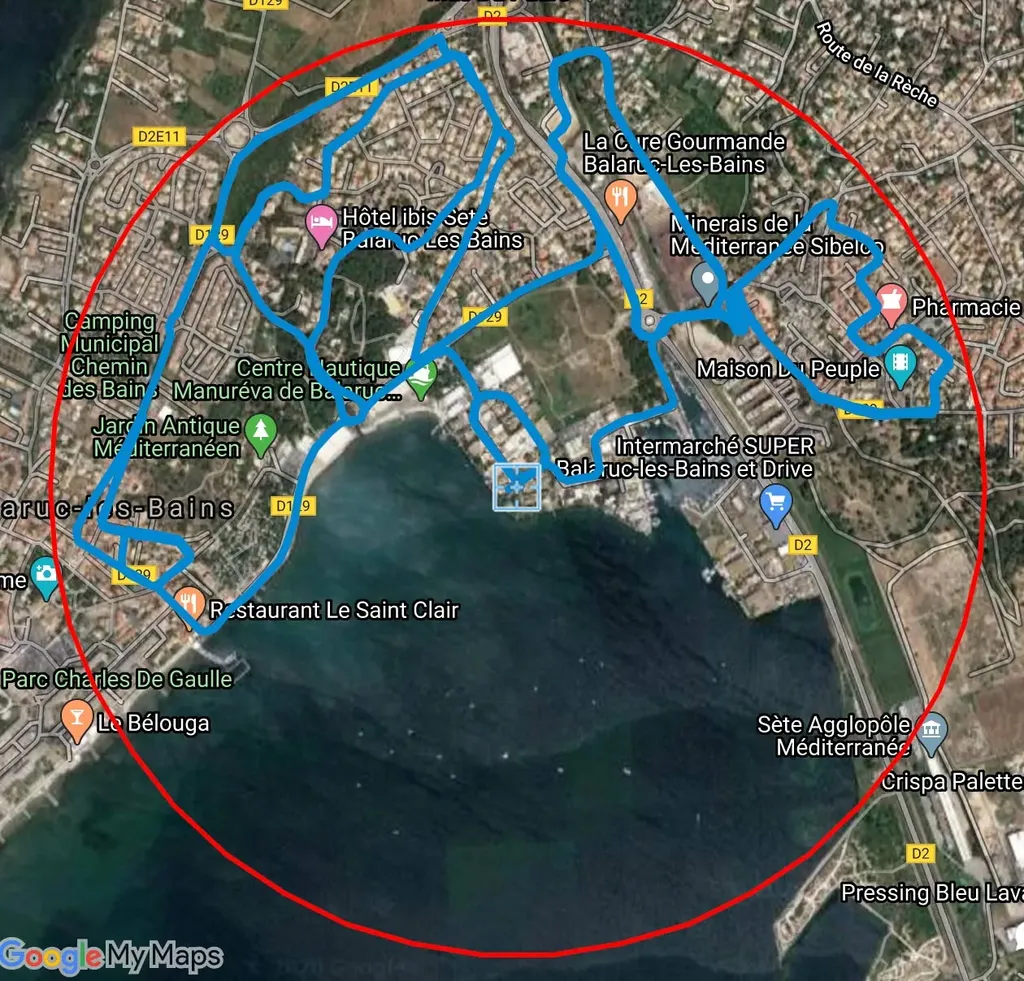 D129
D2
Route de la Rèche
D2E11
D2E11
La Cure Gourmande
Balaruc-Les-Bains
Hôtel ibis Sète
Balaruc Les Bains
D129
Minerais de la
Méditerranée Sibelco
D2
Pharmacie
Camping
Municipal
Chemin
des Bains
D129
Centre Nautique
Manuréva de Balaruc...
Maison Du Peuple
Jardin Antique
Méditerranéen
Intermarché SUPER
Balaruc-les-Bains et Drive
aruc-les-Bains
D129
D2
me
D129
Restaurant Le Saint Clair
Parc Charles De Gaulle
Le Bélouga
Sète Agglopôle
Méditerranée
Crispa Palette
D2
Pressing Bleu Lava
Google My Maps